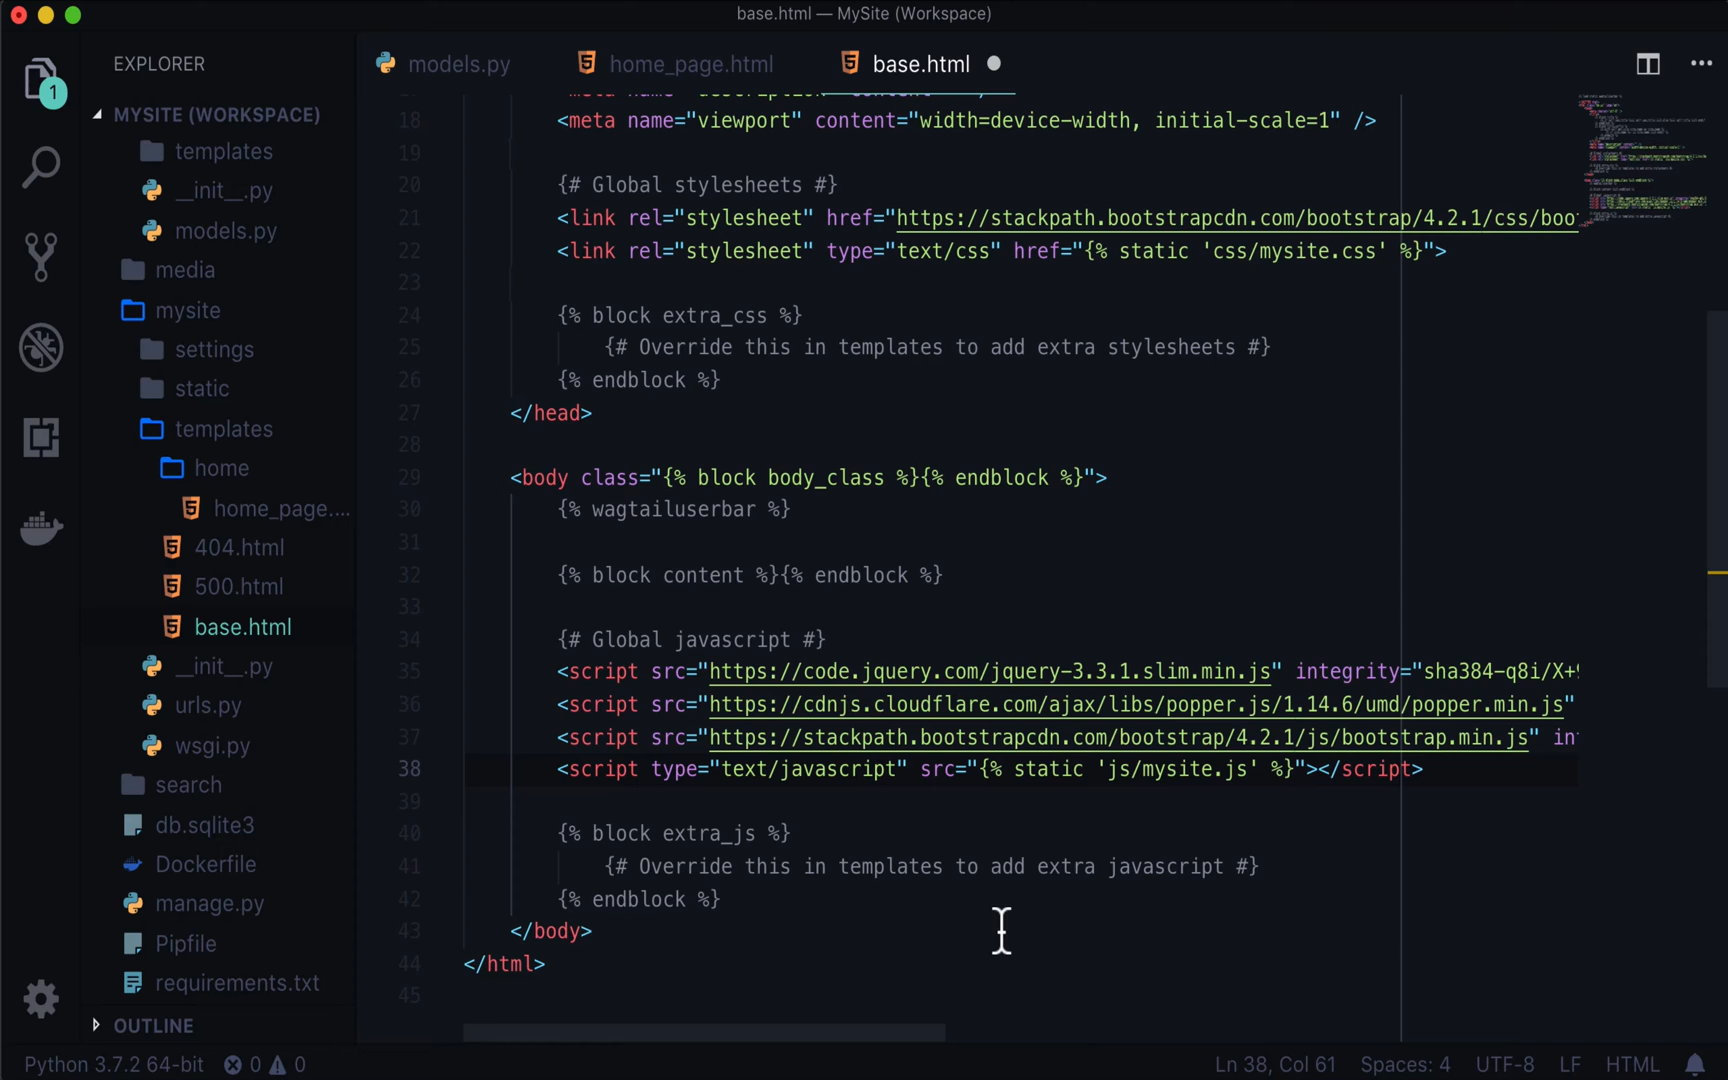 base.html — MySite (Workspace)
EXPLORER
models.py
home_page.html
base.html
1
MYSITE (WORKSPACE)
templates
__init__.py
models.py
media
mysite
settings
static
templates
home
home_page....
404.html
500.html
base.html
__init__.py
urls.py
wsgi.py
search
db.sqlite3
Dockerfile
manage.py
Pipfile
requirements.txt
OUTLINE
18 <meta name="viewport" content="width=device-width, initial-scale=1" />
19
20 {# Global stylesheets #}
21 <link rel="stylesheet" href="https://stackpath.bootstrapcdn.com/bootstrap/4.2.1/css/boo
22 <link rel="stylesheet" type="text/css" href="{% static 'css/mysite.css' %}">
23
24 {% block extra_css %}
25 {# Override this in templates to add extra stylesheets #}
26 {% endblock %}
27 </head>
28
29 <body class="{% block body_class %}{% endblock %}">
30 {% wagtailuserbar %}
31
32 {% block content %}{% endblock %}
33
34 {# Global javascript #}
35 <script src="https://code.jquery.com/jquery-3.3.1.slim.min.js" integrity="sha384-q8i/X+9
36 <script src="https://cdnjs.cloudflare.com/ajax/libs/popper.js/1.14.6/umd/popper.min.js"
37 <script src="https://stackpath.bootstrapcdn.com/bootstrap/4.2.1/js/bootstrap.min.js" in
38 <script type="text/javascript" src="{% static 'js/mysite.js' %}"></script>
39
40 {% block extra_js %}
41 {# Override this in templates to add extra javascript #}
42 {% endblock %}
43 </body>
44 </html>
45
Python 3.7.2 64-bit 0 0
Ln 38, Col 61 Spaces: 4 UTF-8 LF HTML